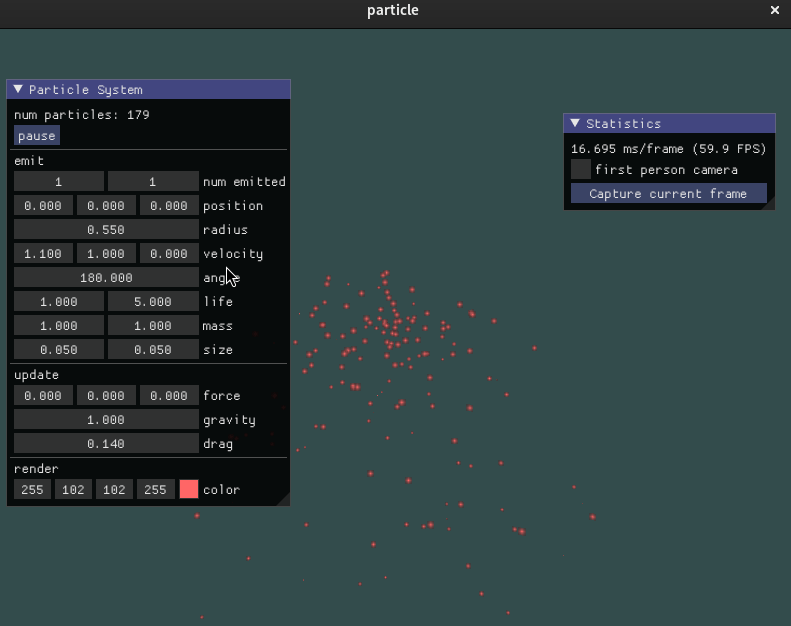 particle
×
Particle System
num particles: 179
pause
emit
1 1 num emitted
0.000 0.000 0.000 position
0.550 radius
1.100 1.000 0.000 velocity
180.000 angle
1.000 5.000 life
1.000 1.000 mass
0.050 0.050 size
update
0.000 0.000 0.000 force
1.000 gravity
0.140 drag
render
255 102 102 255 color
Statistics
16.695 ms/frame (59.9 FPS)
first person camera
Capture current frame